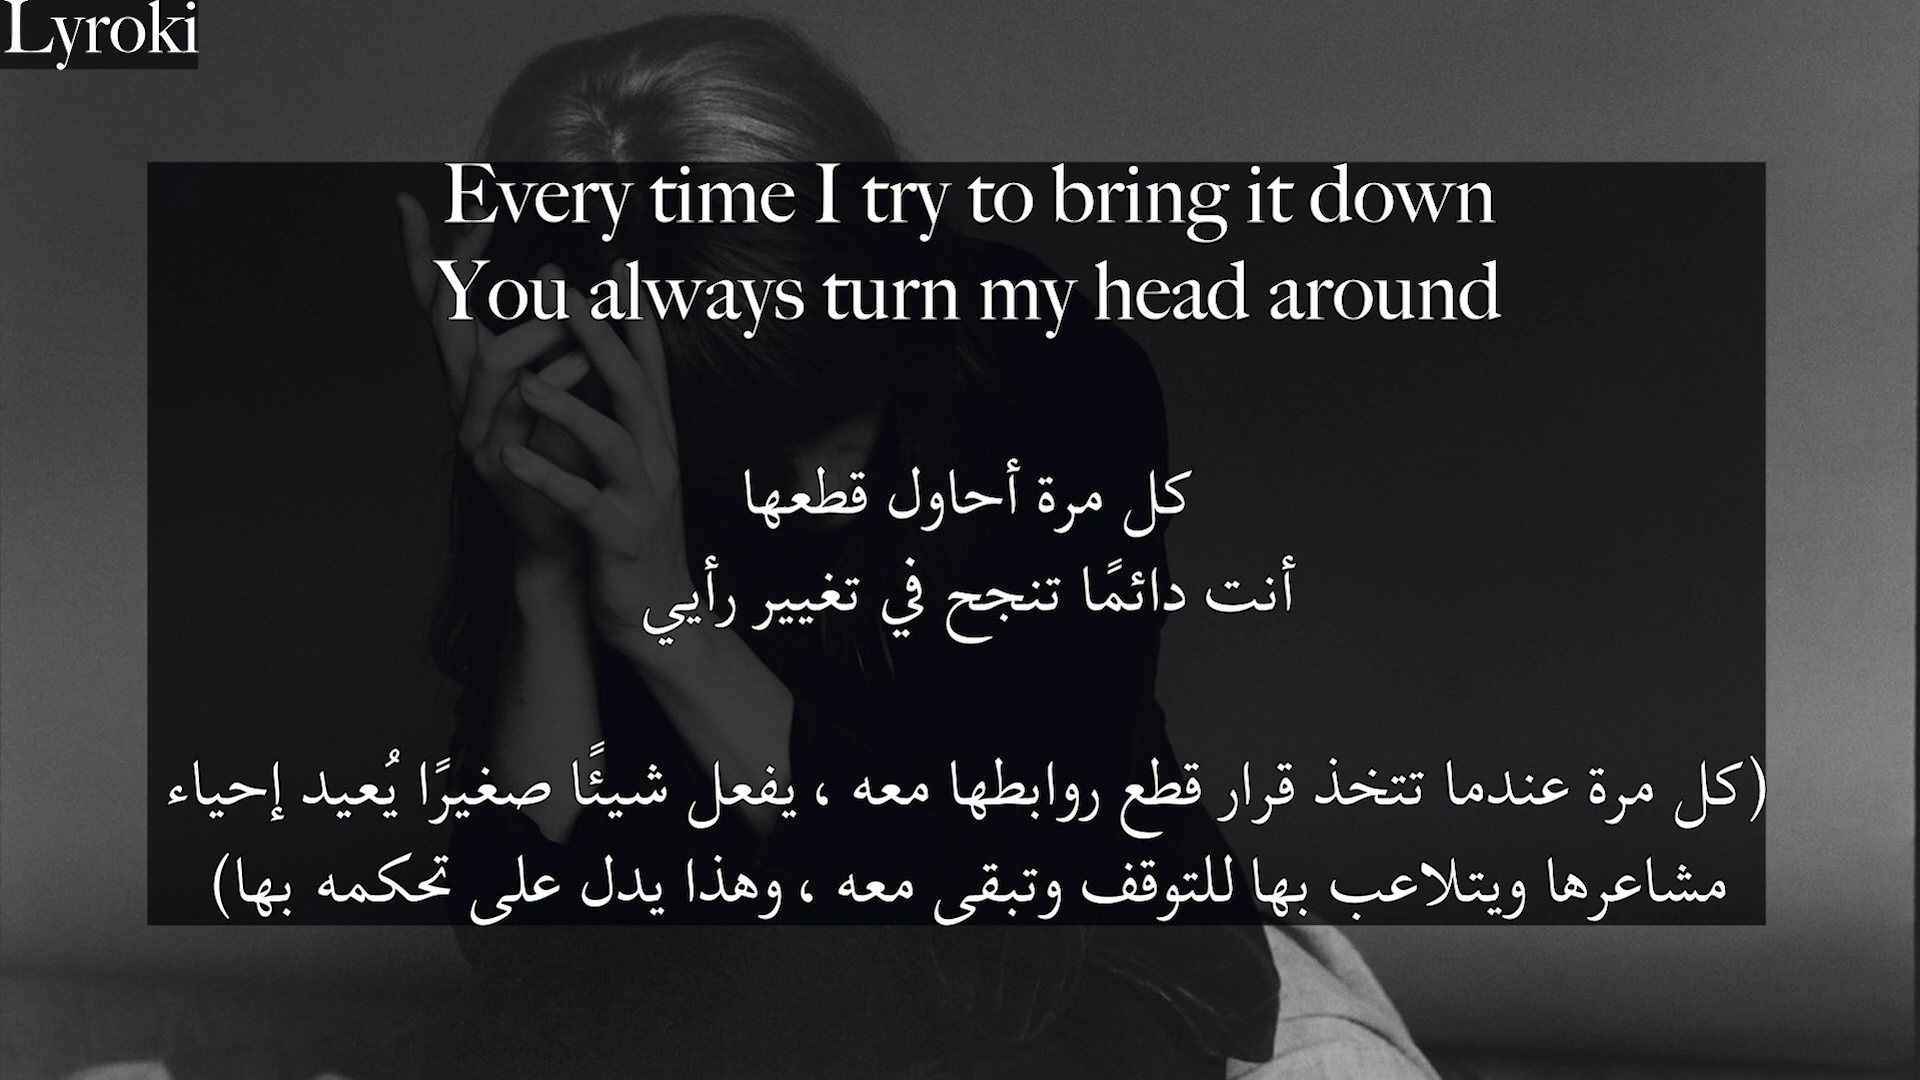 Lyroki
Every time I try to bring it down
You always turn my head around
كل مرة أحاول قطعها
أنت دائمًا تنجح في تغيير رأيي
(كل مرة عندما تتخذ قرار قطع روابطها معه ، يفعل شيئًا صغيرًا يُعيد إحياء
مشاعرها ويتلاعب بها للتوقف وتبقى معه ، وهذا يدل على تحكمه بها)